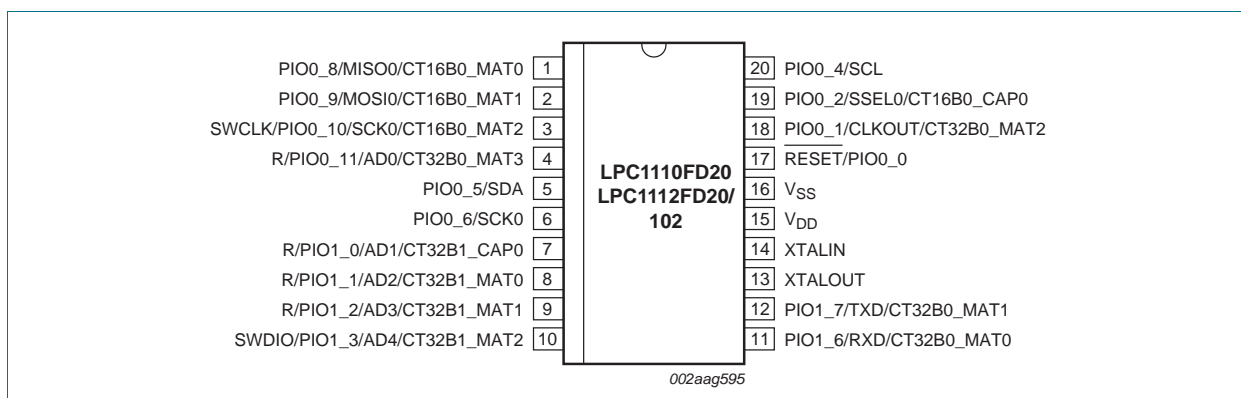 PIO0_8/MISO0/CT16B0_MAT0 1
PIO0_9/MOSI0/CT16B0_MAT1 2
SWCLK/PIO0_10/SCK0/CT16B0_MAT2 3
R/PIO0_11/AD0/CT32B0_MAT3 4
PIO0_5/SDA 5
PIO0_6/SCK0 6
R/PIO1_0/AD1/CT32B1_CAP0 7
R/PIO1_1/AD2/CT32B1_MAT0 8
R/PIO1_2/AD3/CT32B1_MAT1 9
SWDIO/PIO1_3/AD4/CT32B1_MAT2 10
LPC1110FD20
LPC1112FD20/
102
20 PIO0_4/SCL
19 PIO0_2/SSEL0/CT16B0_CAP0
18 PIO0_1/CLKOUT/CT32B0_MAT2
17 RESET/PIO0_0
16 VSS
15 VDD
14 XTALIN
13 XTALOUT
12 PIO1_7/TXD/CT32B0_MAT1
11 PIO1_6/RXD/CT32B0_MAT0
002aag595